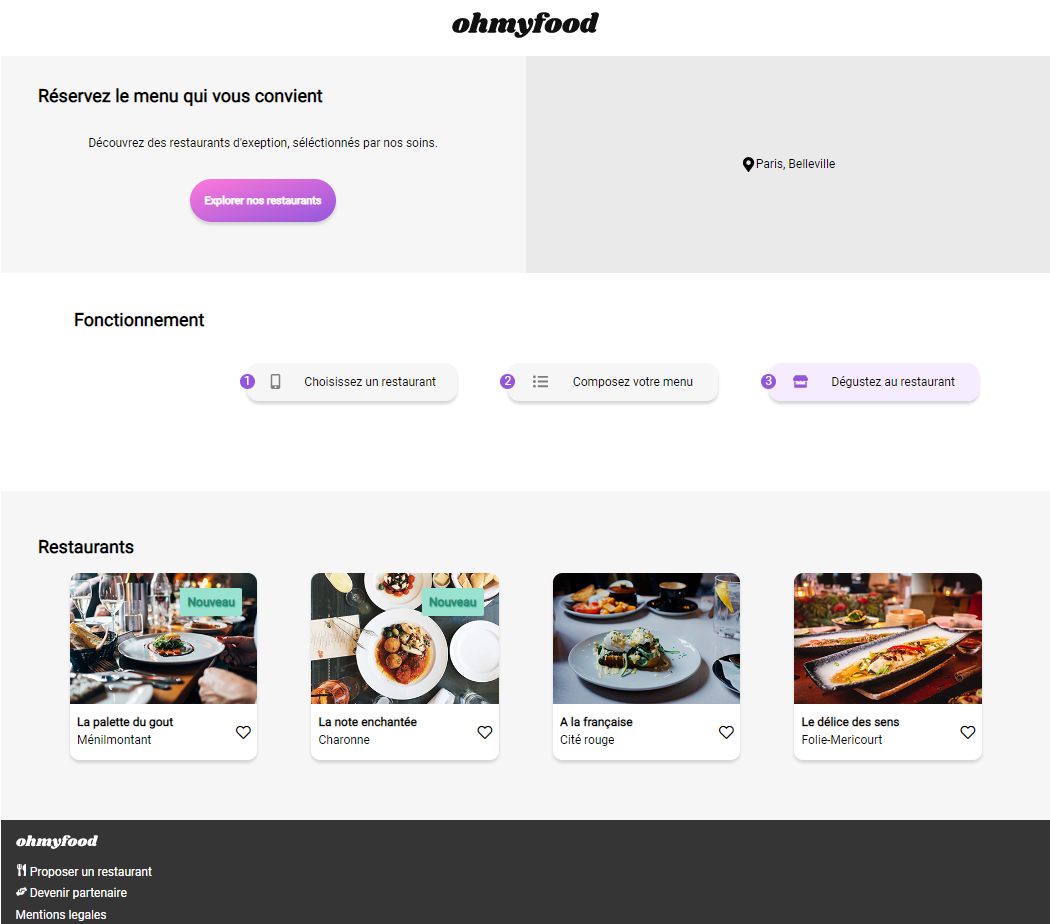 ohmyfood
Réservez le menu qui vous convient
Découvrez des restaurants d'exeption, séléctionnés par nos soins.
Explorer nos restaurants
Paris, Belleville
Fonctionnement
1 Choisissez un restaurant
2 Composez votre menu
3 Dégustez au restaurant
Restaurants
Nouveau
La palette du gout
Ménilmontant
Nouveau
La note enchantée
Charonne
A la française
Cité rouge
Le délice des sens
Folie-Mericourt
ohmyfood
Proposer un restaurant
Devenir partenaire
Mentions legales